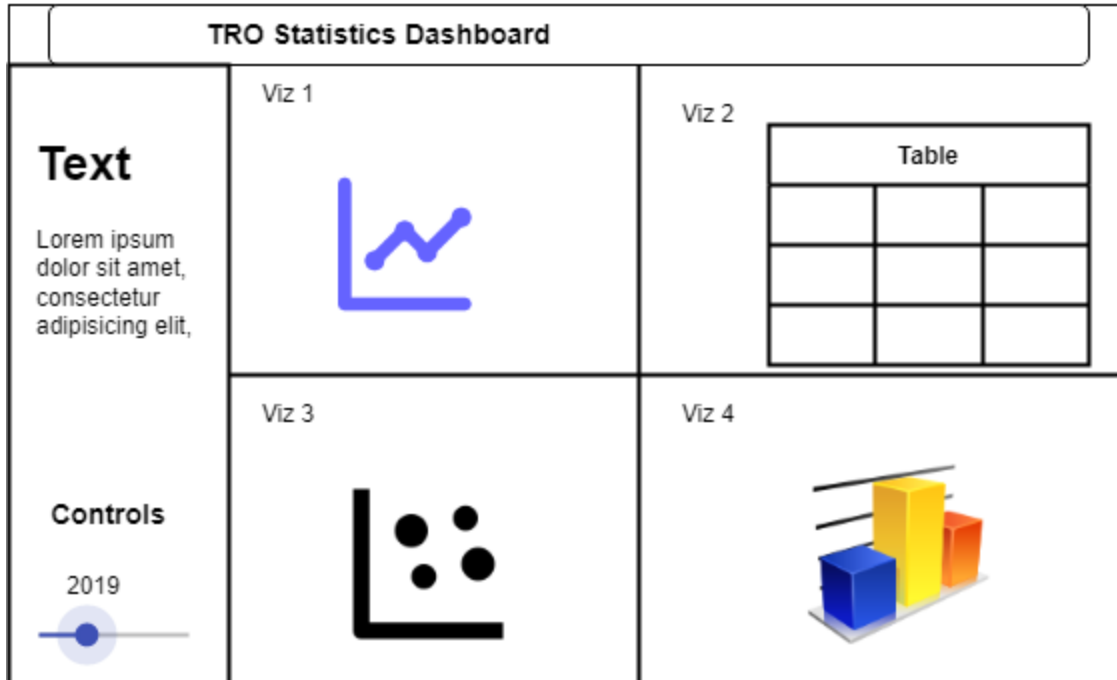 TRO Statistics Dashboard
Text
Lorem ipsum
dolor sit amet,
consectetur
adipisicing elit,
Controls
2019
Viz 1
Viz 2
Table
Viz 3
Viz 4